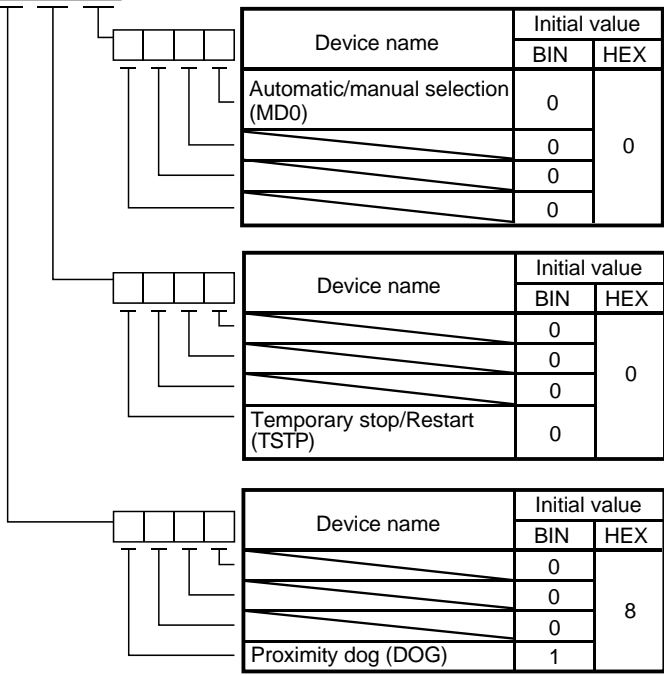 Device name
Initial value
BIN HEX
Automatic/manual selection
(MD0)
0
0
0
0
0
Device name
Initial value
BIN HEX
0
0
0
0
Temporary stop/Restart
(TSTP)
0
Device name
Initial value
BIN HEX
0
0
8
0
Proximity dog (DOG) 1